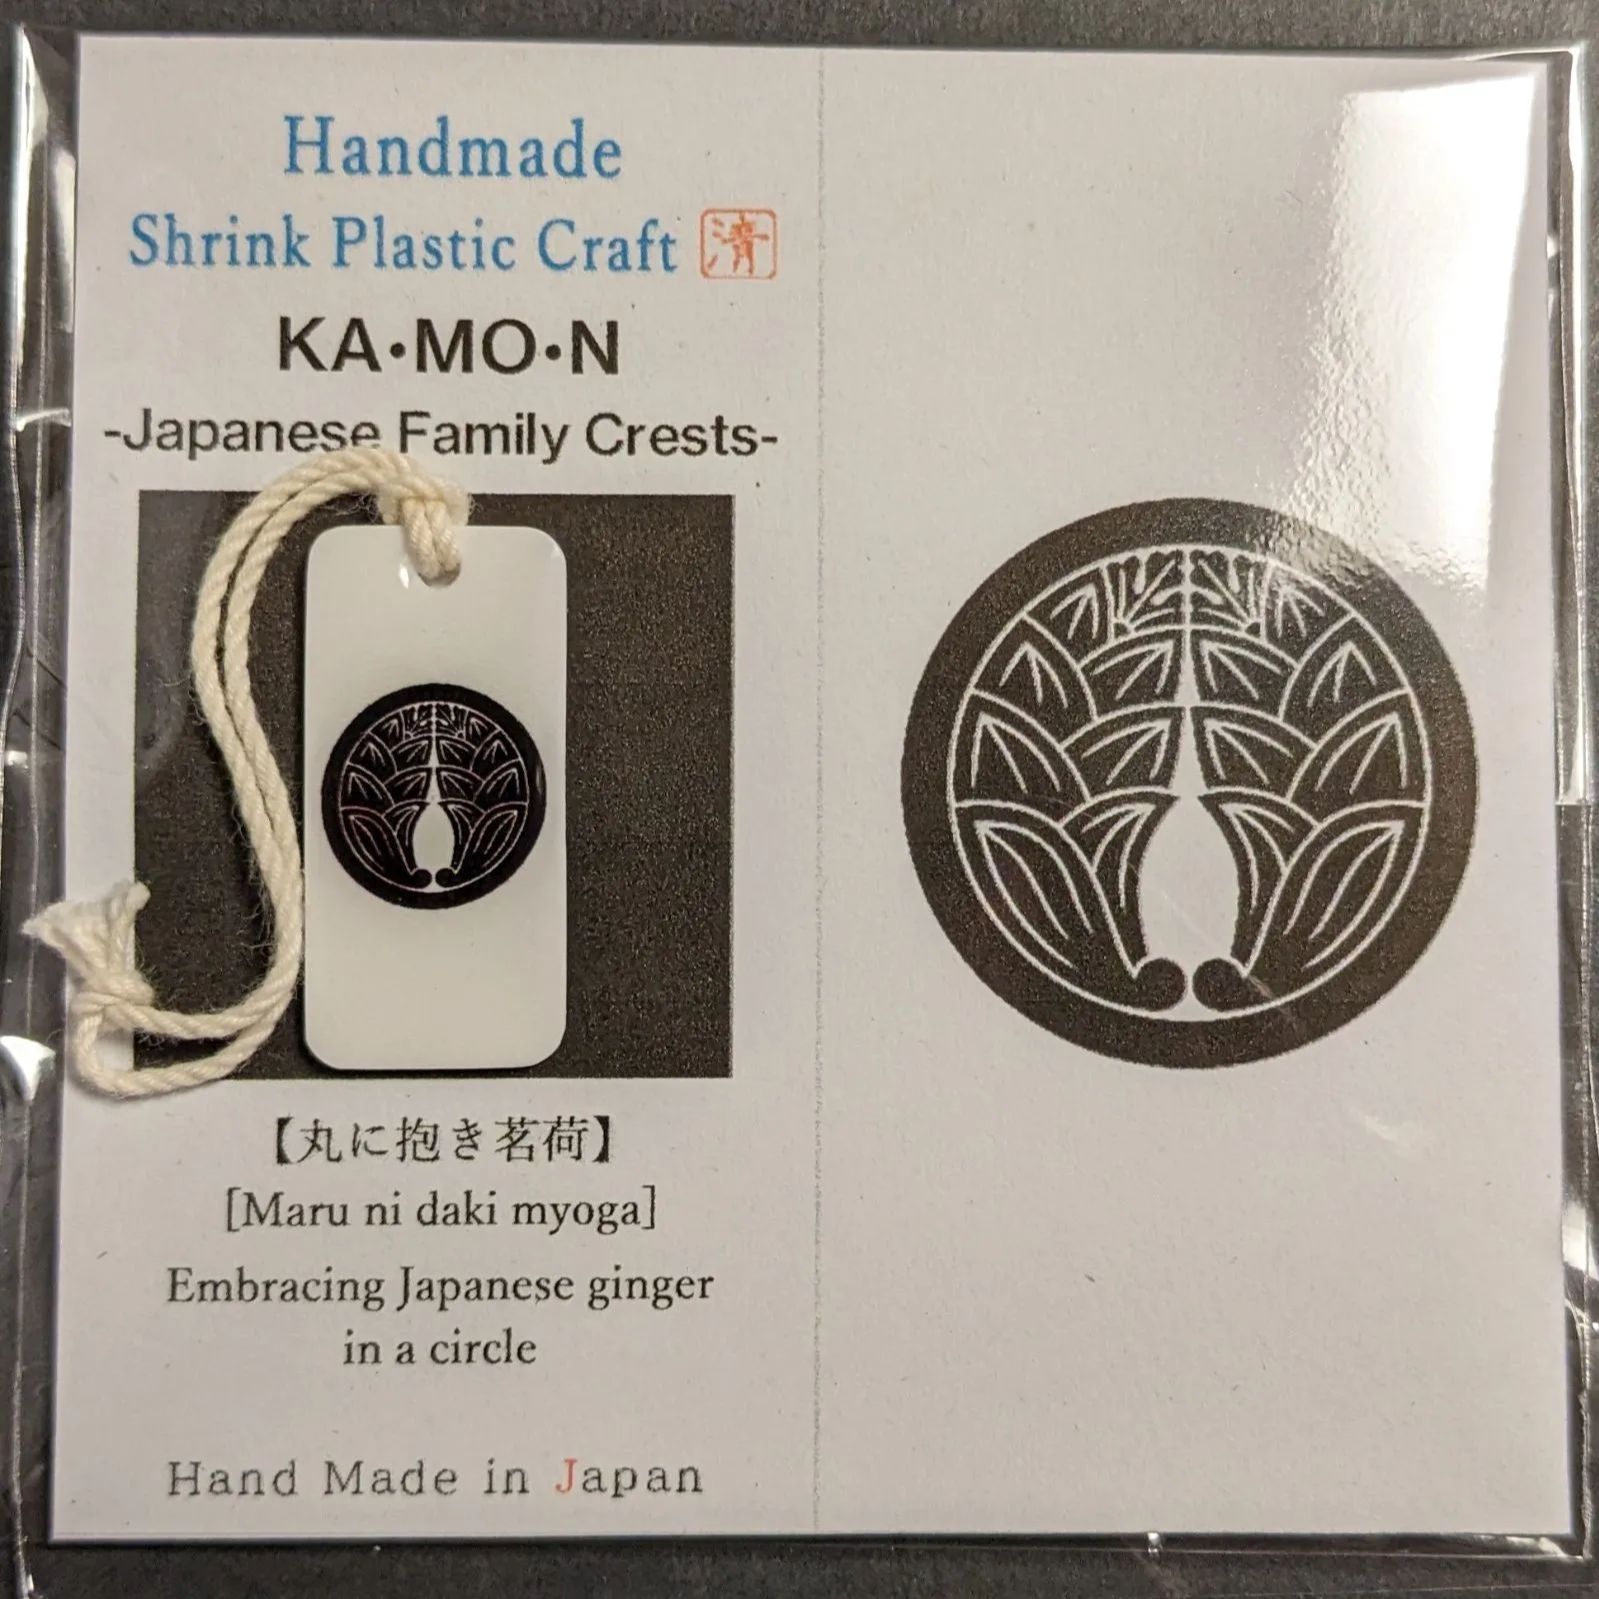 Handmade
Shrink Plastic Craft 清
KA・MO・N
-Japanese Family Crests-
【丸に抱き茗荷】
[Maru ni daki myoga]
Embracing Japanese ginger
in a circle
Hand Made in Japan